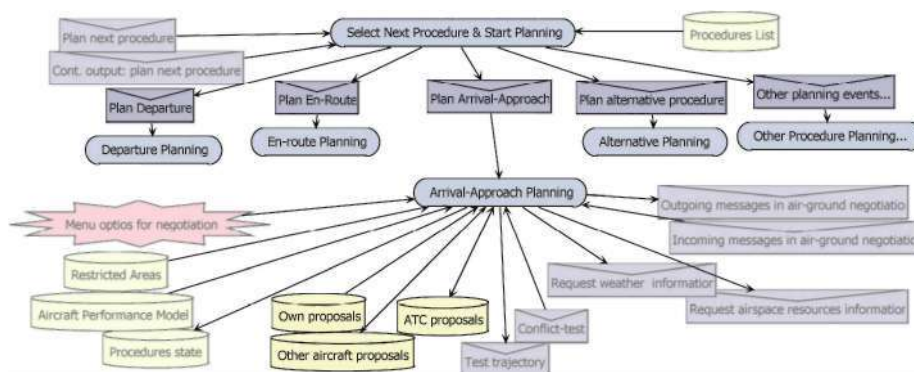 Plan next procedure
Select Next Procedure & Start Planning
Procedures List
Cont. output: plan next procedure
Plan Departure
Plan En-Route
Plan Arrival-Approach
Plan alternative procedure
Other planning events...
Departure Planning
En-route Planning
Alternative Planning
Other Procedure Planning...
Arrival-Approach Planning
Outgoing messages in air-ground negotiatio
Menu optios for negotiation
Incoming messages in air-ground negotiatio
Restricted Areas
Request weather informatior
Aircraft Performance Model
Own proposals
ATC proposals
Request airspace resources informatior
Conflict-test
Procedures state
Other aircraft proposals
Test trajectory